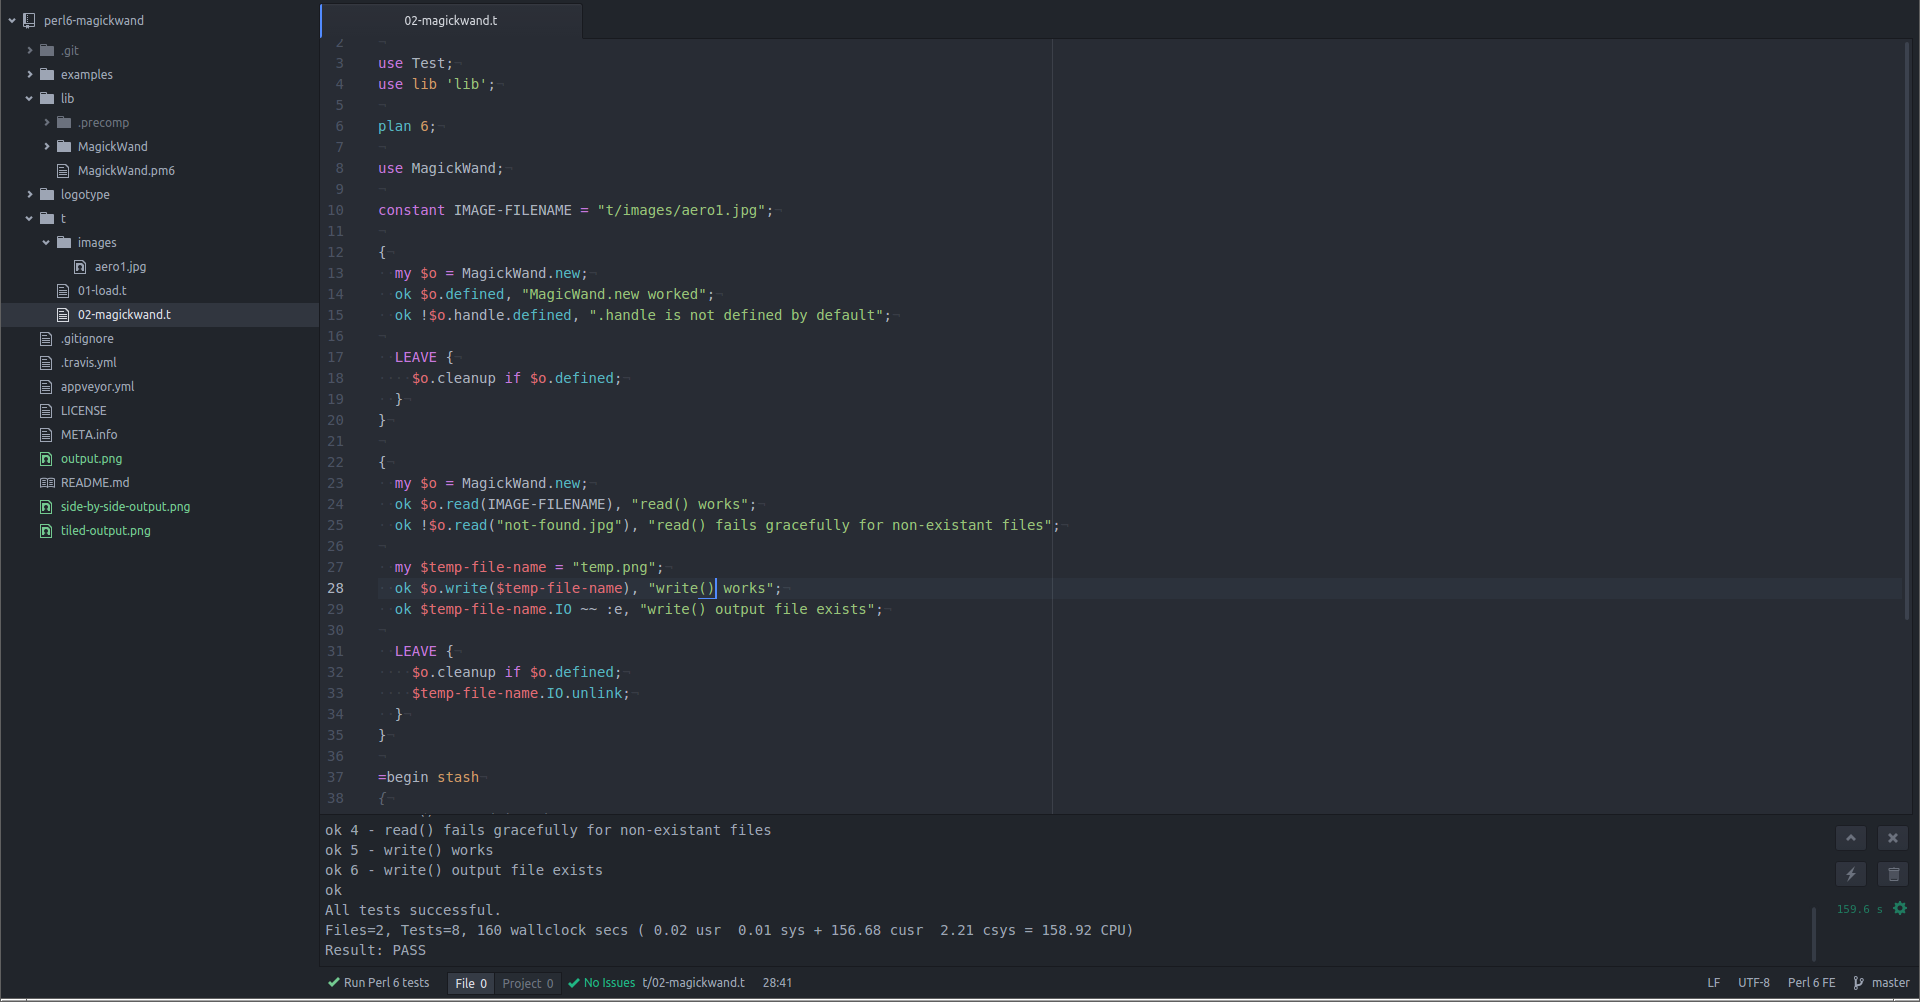 perl6-magickwand
.git
examples
lib
.precomp
MagickWand
MagickWand.pm6
logotype
t
images
aero1.jpg
01-load.t
02-magickwand.t
.gitignore
.travis.yml
appveyor.yml
LICENSE
META.info
output.png
README.md
side-by-side-output.png
tiled-output.png
02-magickwand.t
2
3 use Test;
4 use lib 'lib';
5
6 plan 6;
7
8 use MagickWand;
9
10 constant IMAGE-FILENAME = "t/images/aero1.jpg";
11
12 {
13 my $o = MagickWand.new;
14 ok $o.defined, "MagicWand.new worked";
15 ok !$o.handle.defined, ".handle is not defined by default";
16
17 LEAVE {
18 $o.cleanup if $o.defined;
19 }
20 }
21
22 {
23 my $o = MagickWand.new;
24 ok $o.read(IMAGE-FILENAME), "read() works";
25 ok !$o.read("not-found.jpg"), "read() fails gracefully for non-existant files";
26
27 my $temp-file-name = "temp.png";
28 ok $o.write($temp-file-name), "write() works";
29 ok $temp-file-name.IO ~~ :e, "write() output file exists";
30
31 LEAVE {
32 $o.cleanup if $o.defined;
33 $temp-file-name.IO.unlink;
34 }
35 }
36
37 =begin stash
38 {
ok 4 - read() fails gracefully for non-existant files
ok 5 - write() works
ok 6 - write() output file exists
ok
All tests successful.
Files=2, Tests=8, 160 wallclock secs ( 0.02 usr  0.01 sys + 156.68 cusr  2.21 csys = 158.92 CPU)
Result: PASS
159.6 s
Run Perl 6 tests File 0 Project 0 No Issues t/02-magickwand.t 28:41 LF UTF-8 Perl 6 FE master